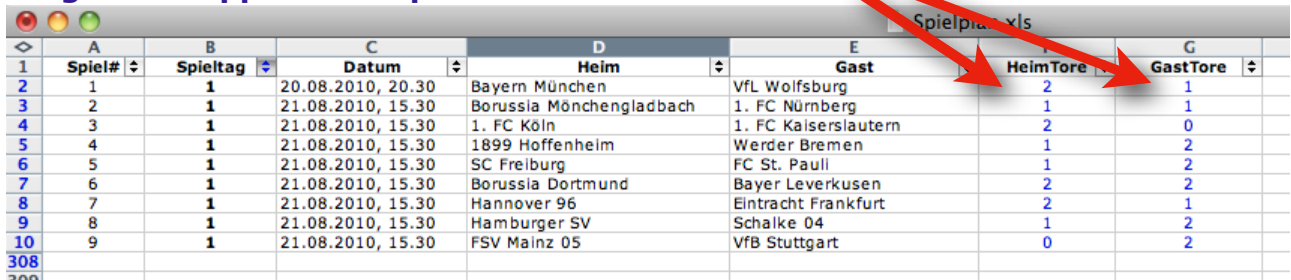 Spielplan.xls
A B C D E F G
1 Spiel# Spieltag Datum Heim Gast HeimTore GastTore
2 1 1 20.08.2010, 20.30 Bayern München VfL Wolfsburg 2 1
3 2 1 21.08.2010, 15.30 Borussia Mönchengladbach 1. FC Nürnberg 1 1
4 3 1 21.08.2010, 15.30 1. FC Köln 1. FC Kaiserslautern 2 0
5 4 1 21.08.2010, 15.30 1899 Hoffenheim Werder Bremen 1 2
6 5 1 21.08.2010, 15.30 SC Freiburg FC St. Pauli 1 2
7 6 1 21.08.2010, 15.30 Borussia Dortmund Bayer Leverkusen 2 2
8 7 1 21.08.2010, 15.30 Hannover 96 Eintracht Frankfurt 2 1
9 8 1 21.08.2010, 15.30 Hamburger SV Schalke 04 1 2
10 9 1 21.08.2010, 15.30 FSV Mainz 05 VfB Stuttgart 0 2
308